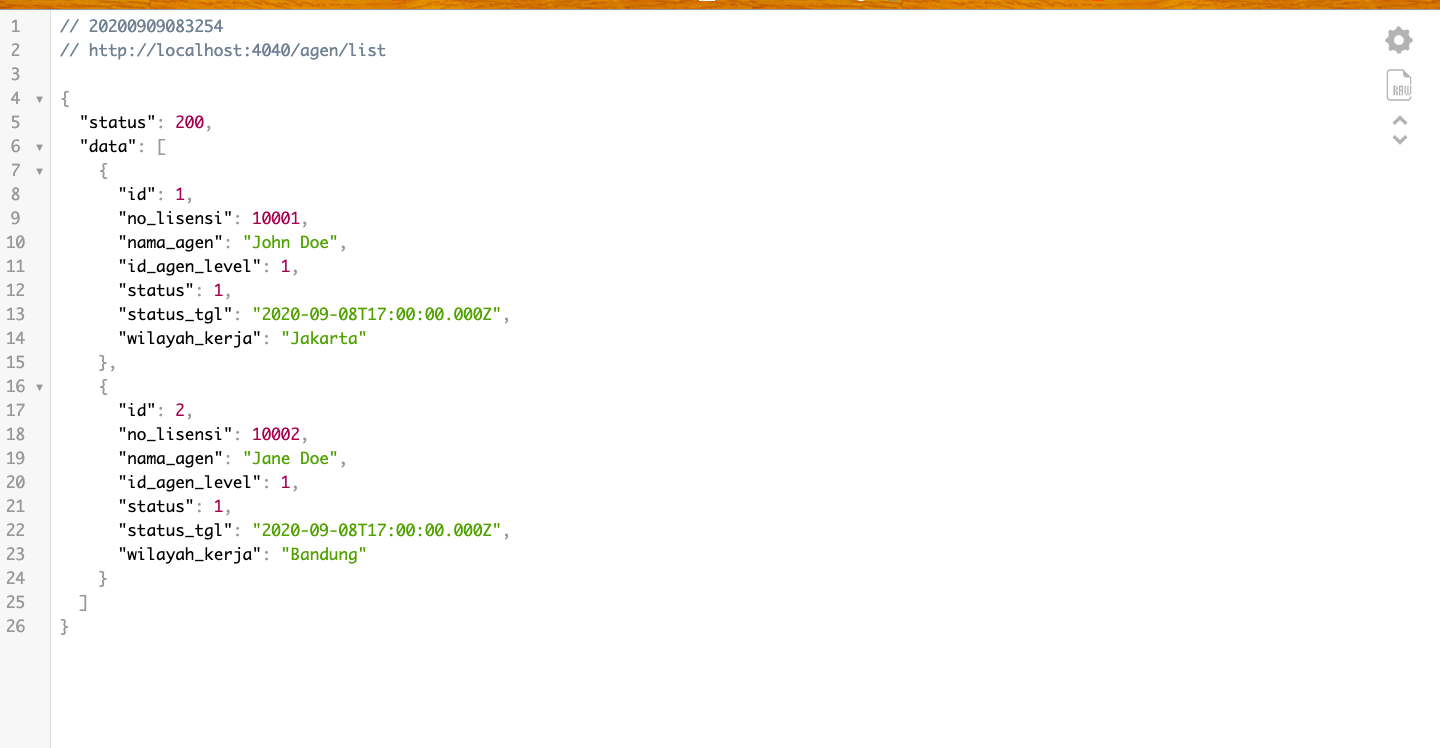 1 // 20200909083254
2 // http://localhost:4040/agen/list
3
4 {
5   "status": 200,
6   "data": [
7     {
8       "id": 1,
9       "no_lisensi": 10001,
10       "nama_agen": "John Doe",
11       "id_agen_level": 1,
12       "status": 1,
13       "status_tgl": "2020-09-08T17:00:00.000Z",
14       "wilayah_kerja": "Jakarta"
15     },
16     {
17       "id": 2,
18       "no_lisensi": 10002,
19       "nama_agen": "Jane Doe",
20       "id_agen_level": 1,
21       "status": 1,
22       "status_tgl": "2020-09-08T17:00:00.000Z",
23       "wilayah_kerja": "Bandung"
24     }
25   ]
26 }
RAW